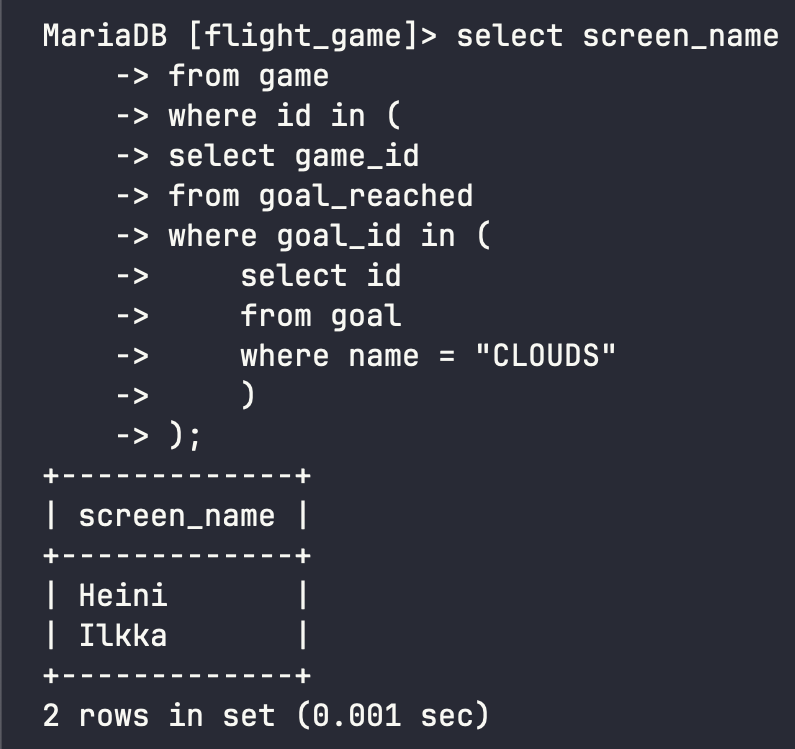 MariaDB [flight_game]> select screen_name
    -> from game
    -> where id in (
    -> select game_id
    -> from goal_reached
    -> where goal_id in (
    ->     select id
    ->     from goal
    ->     where name = "CLOUDS"
    ->     )
    -> );
+-------------+
| screen_name |
+-------------+
| Heini       |
| Ilkka       |
+-------------+
2 rows in set (0.001 sec)